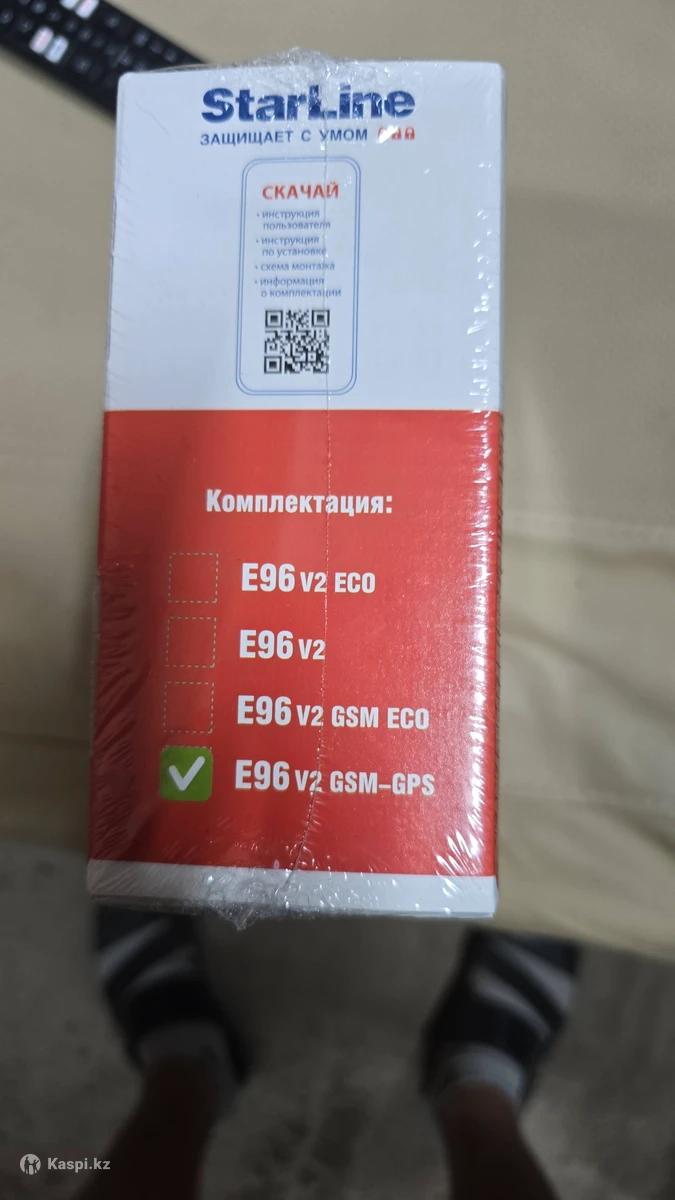 StarLine
ЗАЩИЩАЕТ С УМОМ
СКАЧАЙ
• инструкция
пользователя
• инструкция
по установке
• схема монтажа
• информация
о комплектации
Комплектация:
E96 V2 ECO
E96 V2
E96 V2 GSM ECO
E96 V2 GSM-GPS
Kaspi.kz